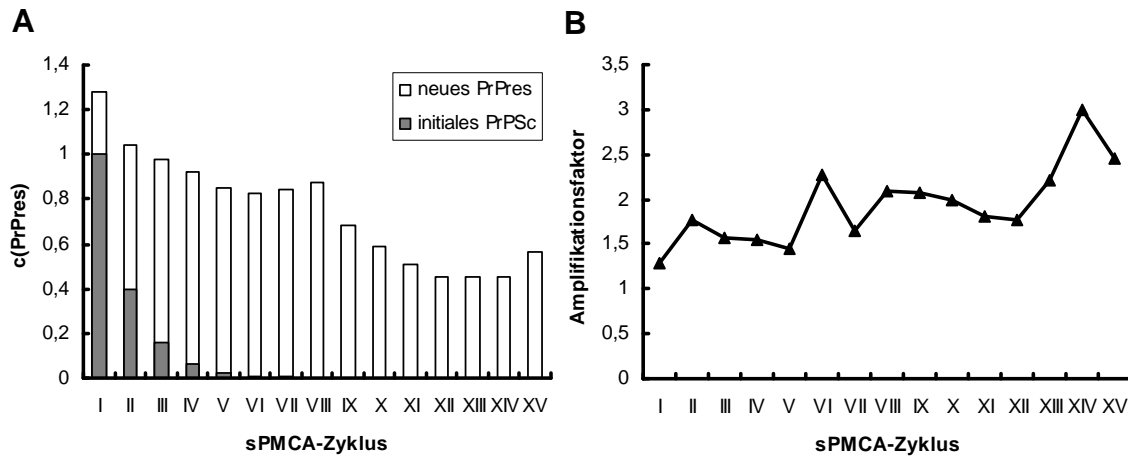 A
1,4
1,2
1
0,8
0,6
0,4
0,2
0
c(PrPres)
neues PrPres
initiales PrPSc
I II III IV V VI VII VIII IX X XI XII XIII XIV XV
sPMCA-Zyklus
B
3,5
3
2,5
2
1,5
1
0,5
0
Amplifikationsfaktor
I II III IV V VI VII VIII IX X XI XII XIII XIV XV
sPMCA-Zyklus